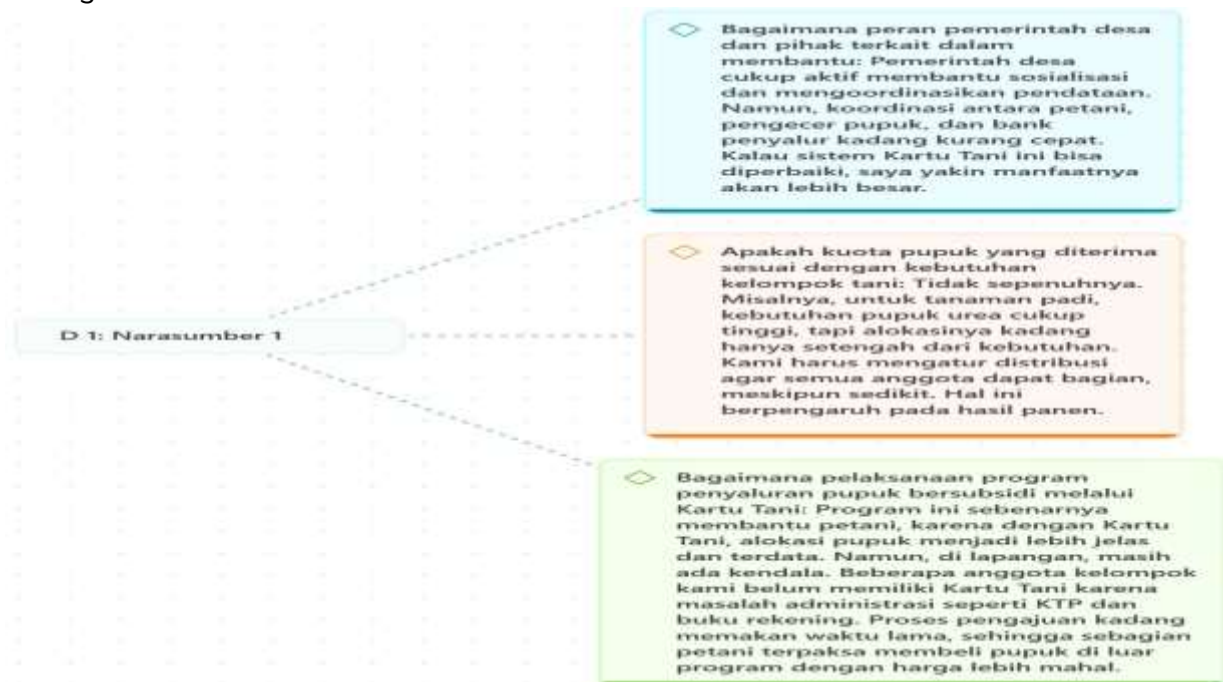 Bagaimana peran pemerintah desa
dan pihak terkait dalam
membantu: Pemerintah desa
cukup aktif membantu sosialisasi
dan mengoordinasikan pendataan.
Namun, koordinasi antara petani,
pengecer pupuk, dan bank
penyalur kadang kurang cepat.
Kalau sistem Kartu Tani ini bisa
diperbaiki, saya yakin manfaatnya
akan lebih besar.
Apakah kuota pupuk yang diterima
sesuai dengan kebutuhan
kelompok tani: Tidak sepenuhnya.
Misalnya, untuk tanaman padi,
kebutuhan pupuk urea cukup
tinggi, tapi alokasinya kadang
hanya setengah dari kebutuhan.
Kami harus mengatur distribusi
agar semua anggota dapat bagian,
meskipun sedikit. Hal ini
berpengaruh pada hasil panen.
D 1: Narasumber 1
Bagaimana pelaksanaan program
penyaluran pupuk bersubsidi melalui
Kartu Tani: Program ini sebenarnya
membantu petani, karena dengan Kartu
Tani, alokasi pupuk menjadi lebih jelas
dan terdata. Namun, di lapangan, masih
ada kendala. Beberapa anggota kelompok
kami belum memiliki Kartu Tani karena
masalah administrasi seperti KTP dan
buku rekening. Proses pengajuan kadang
memakan waktu lama, sehingga sebagian
petani terpaksa membeli pupuk di luar
program dengan harga lebih mahal.